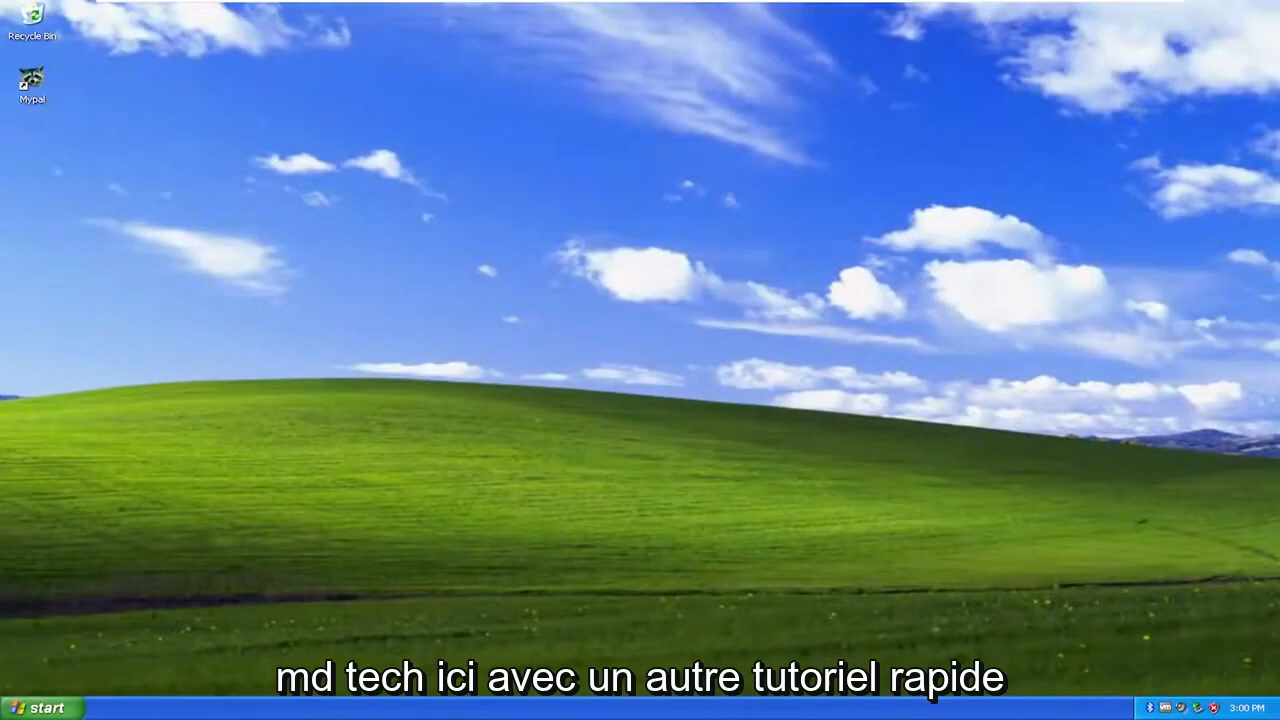 Recycle Bin
Mypal
md tech ici avec un autre tutoriel rapide
start
3:00 PM